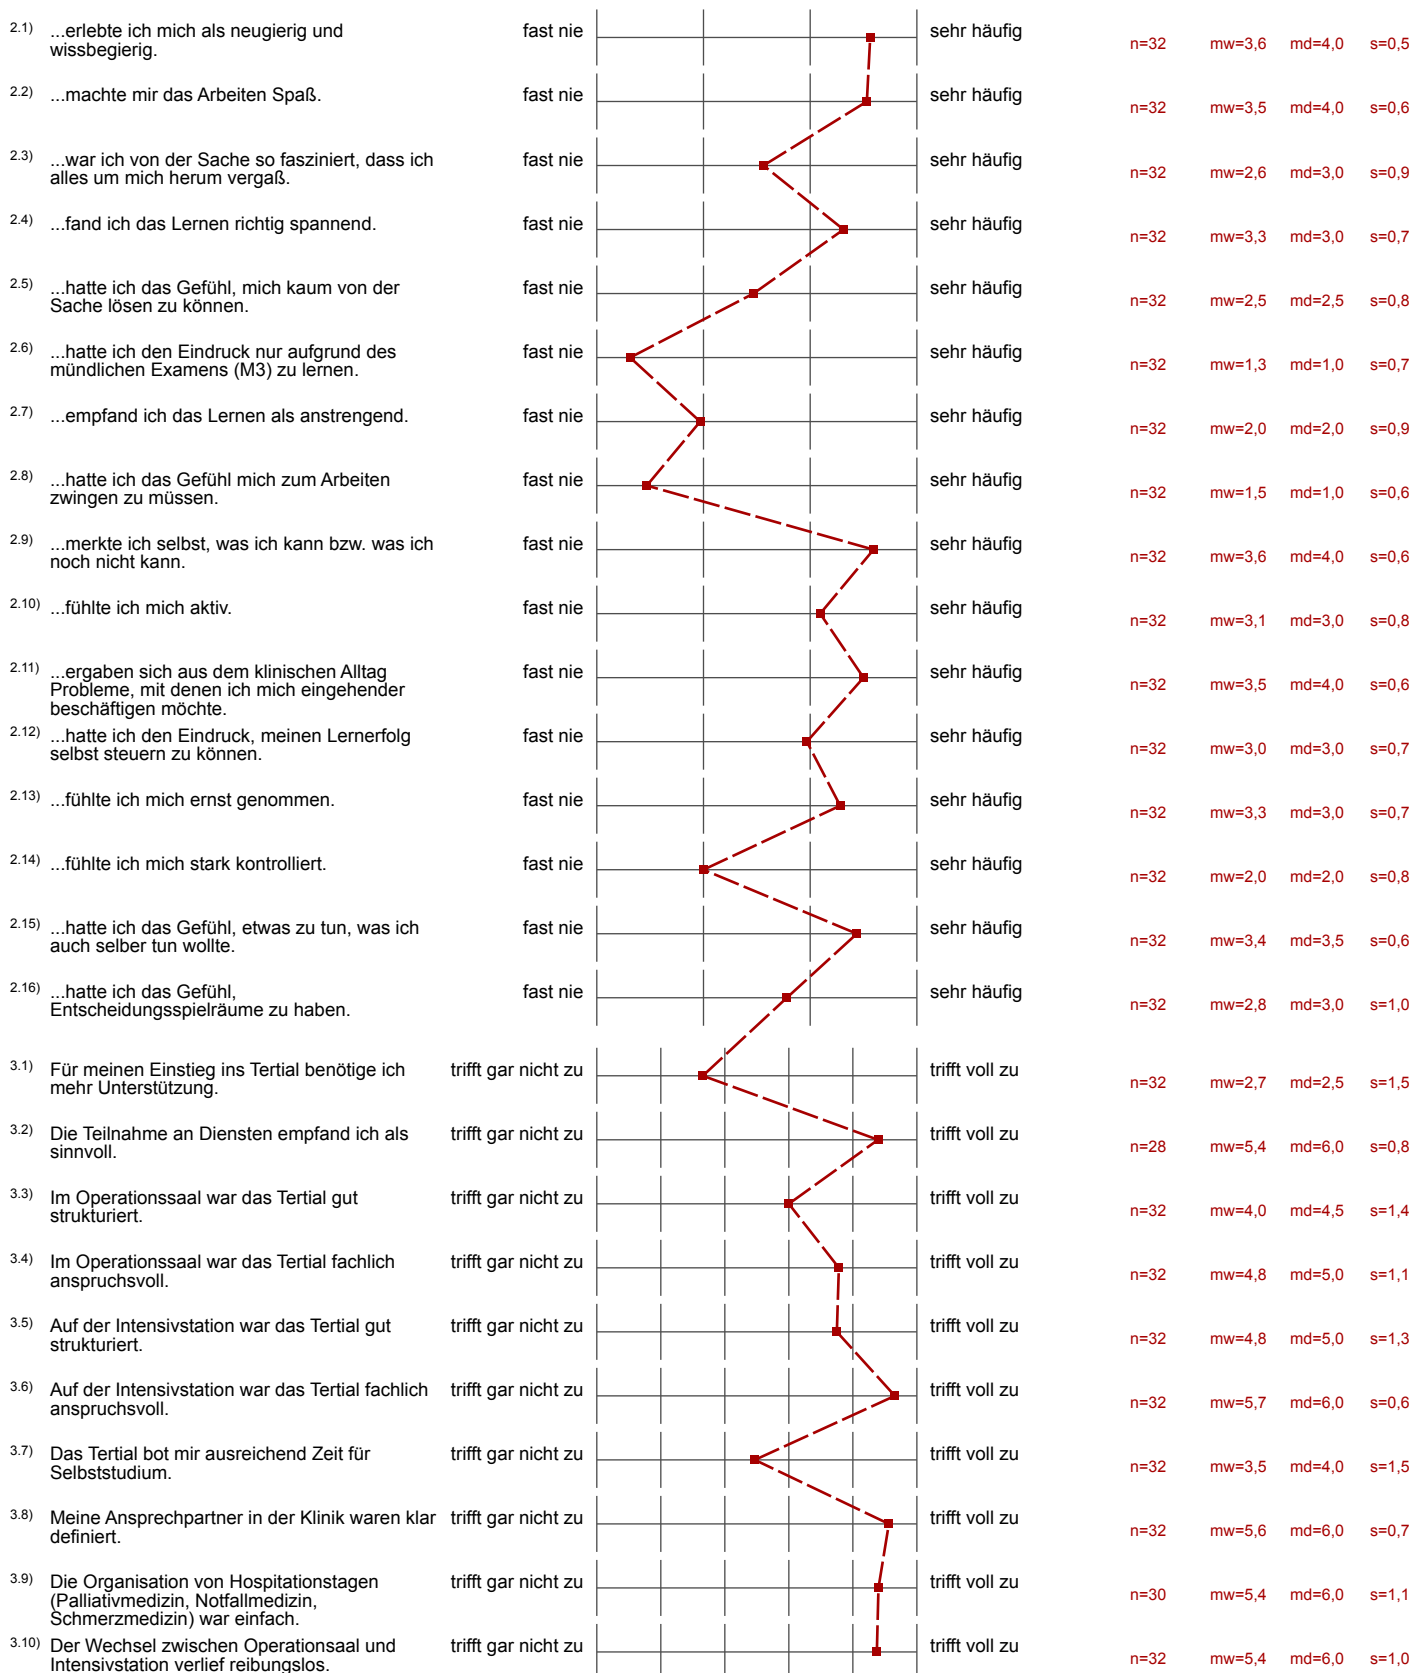 2.1) ...erlebte ich mich als neugierig und fast nie sehr häufig
wissbegierig. n=32 mw=3,6 md=4,0 s=0,5
2.2) ...machte mir das Arbeiten Spaß. fast nie sehr häufig
n=32 mw=3,5 md=4,0 s=0,6
2.3) ...war ich von der Sache so fasziniert, dass ich fast nie sehr häufig
alles um mich herum vergaß. n=32 mw=2,6 md=3,0 s=0,9
2.4) ...fand ich das Lernen richtig spannend. fast nie sehr häufig
n=32 mw=3,3 md=3,0 s=0,7
2.5) ...hatte ich das Gefühl, mich kaum von der fast nie sehr häufig
Sache lösen zu können. n=32 mw=2,5 md=2,5 s=0,8
2.6) ...hatte ich den Eindruck nur aufgrund des fast nie sehr häufig
mündlichen Examens (M3) zu lernen. n=32 mw=1,3 md=1,0 s=0,7
2.7) ...empfand ich das Lernen als anstrengend. fast nie sehr häufig
n=32 mw=2,0 md=2,0 s=0,9
2.8) ...hatte ich das Gefühl mich zum Arbeiten fast nie sehr häufig
zwingen zu müssen. n=32 mw=1,5 md=1,0 s=0,6
2.9) ...merkte ich selbst, was ich kann bzw. was ich fast nie sehr häufig
noch nicht kann. n=32 mw=3,6 md=4,0 s=0,6
2.10) ...fühlte ich mich aktiv. fast nie sehr häufig
n=32 mw=3,1 md=3,0 s=0,8
2.11) ...ergaben sich aus dem klinischen Alltag fast nie sehr häufig
Probleme, mit denen ich mich eingehender n=32 mw=3,5 md=4,0 s=0,6
beschäftigen möchte.
2.12) ...hatte ich den Eindruck, meinen Lernerfolg fast nie sehr häufig
selbst steuern zu können. n=32 mw=3,0 md=3,0 s=0,7
2.13) ...fühlte ich mich ernst genommen. fast nie sehr häufig
n=32 mw=3,3 md=3,0 s=0,7
2.14) ...fühlte ich mich stark kontrolliert. fast nie sehr häufig
n=32 mw=2,0 md=2,0 s=0,8
2.15) ...hatte ich das Gefühl, etwas zu tun, was ich fast nie sehr häufig
auch selber tun wollte. n=32 mw=3,4 md=3,5 s=0,6
2.16) ...hatte ich das Gefühl, fast nie sehr häufig
Entscheidungsspielräume zu haben. n=32 mw=2,8 md=3,0 s=1,0
3.1) Für meinen Einstieg ins Tertial benötige ich trifft gar nicht zu trifft voll zu
mehr Unterstützung. n=32 mw=2,7 md=2,5 s=1,5
3.2) Die Teilnahme an Diensten empfand ich als trifft gar nicht zu trifft voll zu
sinnvoll. n=28 mw=5,4 md=6,0 s=0,8
3.3) Im Operationssaal war das Tertial gut trifft gar nicht zu trifft voll zu
strukturiert. n=32 mw=4,0 md=4,5 s=1,4
3.4) Im Operationssaal war das Tertial fachlich trifft gar nicht zu trifft voll zu
anspruchsvoll. n=32 mw=4,8 md=5,0 s=1,1
3.5) Auf der Intensivstation war das Tertial gut trifft gar nicht zu trifft voll zu
strukturiert. n=32 mw=4,8 md=5,0 s=1,3
3.6) Auf der Intensivstation war das Tertial fachlich trifft gar nicht zu trifft voll zu
anspruchsvoll. n=32 mw=5,7 md=6,0 s=0,6
3.7) Das Tertial bot mir ausreichend Zeit für trifft gar nicht zu trifft voll zu
Selbststudium. n=32 mw=3,5 md=4,0 s=1,5
3.8) Meine Ansprechpartner in der Klinik waren klar trifft gar nicht zu trifft voll zu
definiert. n=32 mw=5,6 md=6,0 s=0,7
3.9) Die Organisation von Hospitationstagen trifft gar nicht zu trifft voll zu
(Palliativmedizin, Notfallmedizin, n=30 mw=5,4 md=6,0 s=1,1
Schmerzmedizin) war einfach.
3.10) Der Wechsel zwischen Operationsaal und trifft gar nicht zu trifft voll zu
Intensivstation verlief reibungslos. n=32 mw=5,4 md=6,0 s=1,0